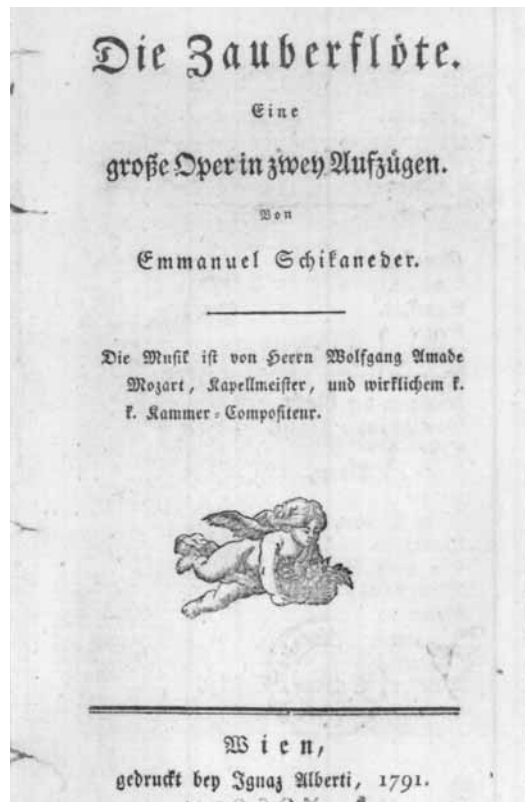 Die Zauberflöte.
Eine
große Oper in zwey Aufzügen.
Von
Emmanuel Schikaneder.
Die Musik ist von Herrn Wolfgang Amade
Mozart, Kapellmeister, und wirklichem k.
k. Kammer-Compositeur.
Wien,
gedruckt bey Ignaz Alberti, 1791.